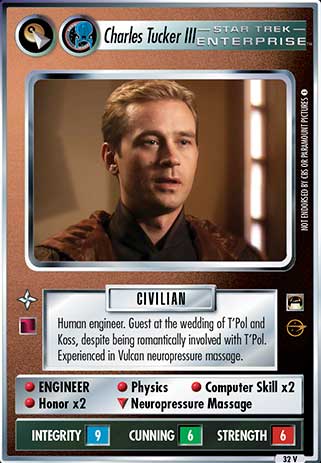 Charles Tucker III
STAR TREK
ENTERPRISE™
NOT ENDORSED BY CBS OR PARAMOUNT PICTURES
CIVILIAN
Human engineer. Guest at the wedding of T'Pol and
Koss, despite being romantically involved with T'Pol.
Experienced in Vulcan neuropressure massage.
ENGINEER Physics Computer Skill x2
Honor x2 Neuropressure Massage
INTEGRITY 9 CUNNING 6 STRENGTH 6
32 V